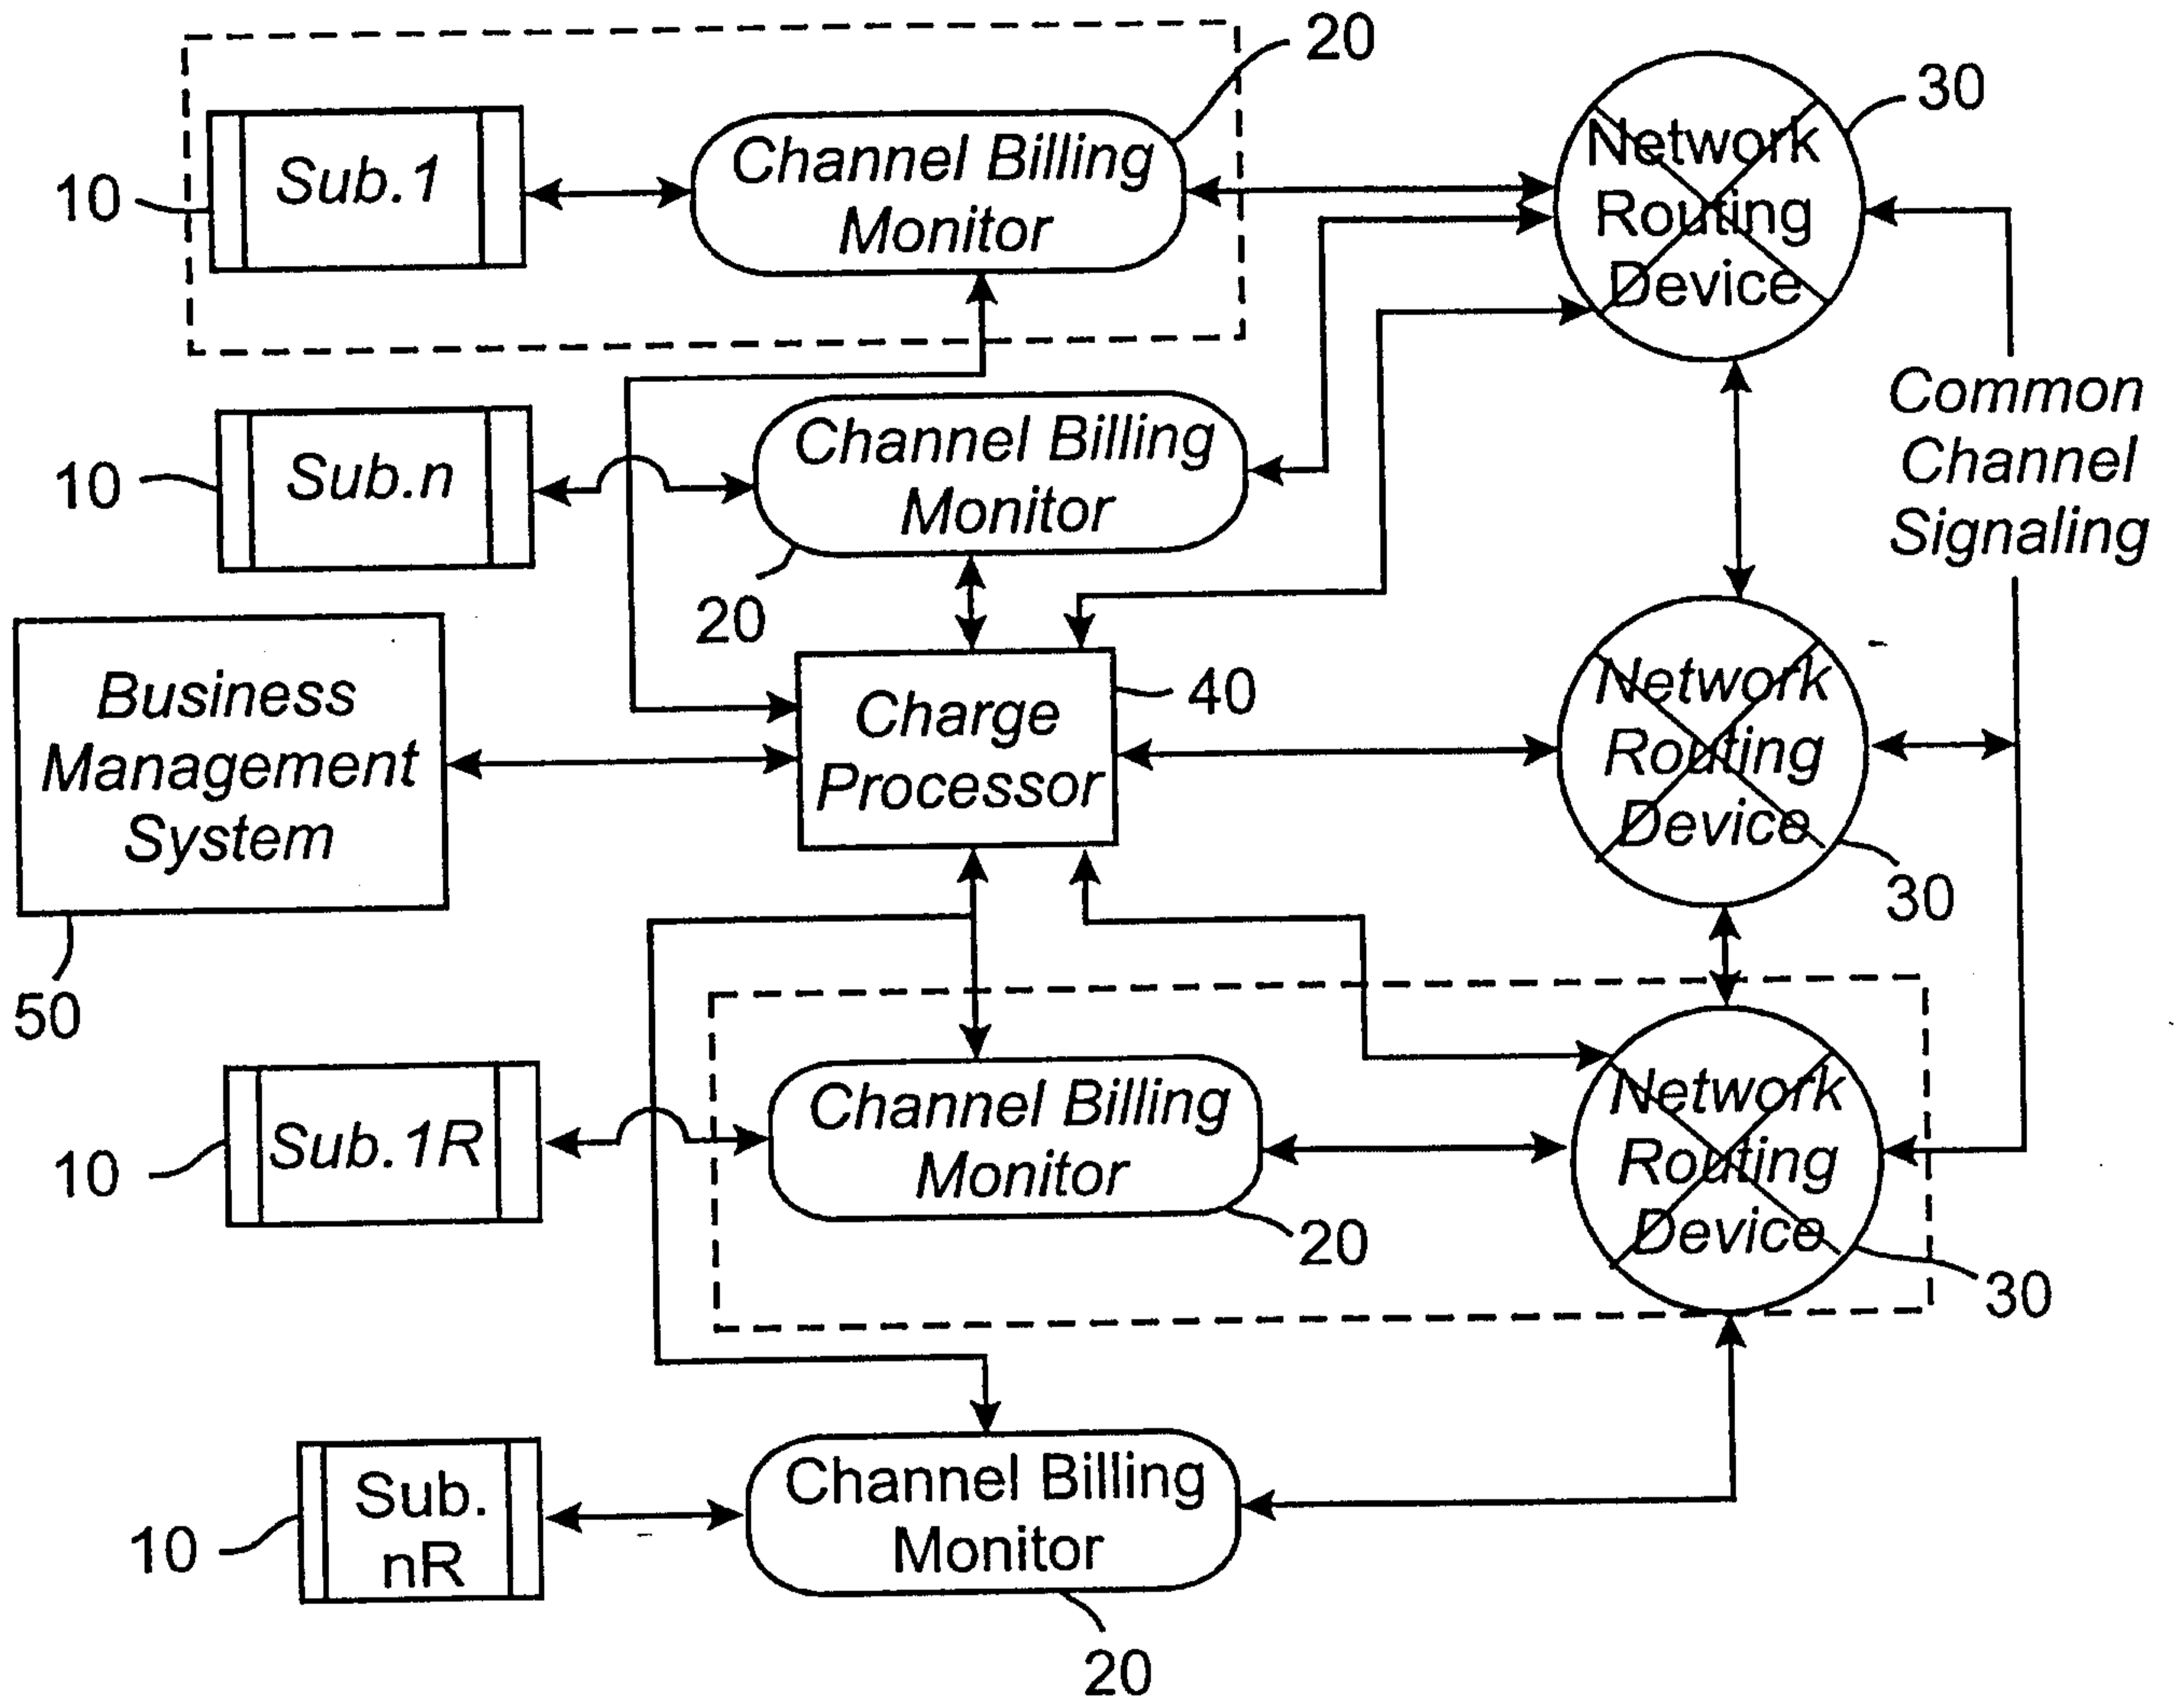 20
30
10
Sub.1
Channel Billing
Monitor
Network
Routing
Device
Common
Channel
Signaling
10
Sub.n
Channel Billing
Monitor
20
Business
Management
System
50
Charge
Processor
40
Network
Routing
Device
30
10
Sub.1R
Channel Billing
Monitor
20
Network
Routing
Device
30
10
Sub.
nR
Channel Billing
Monitor
20